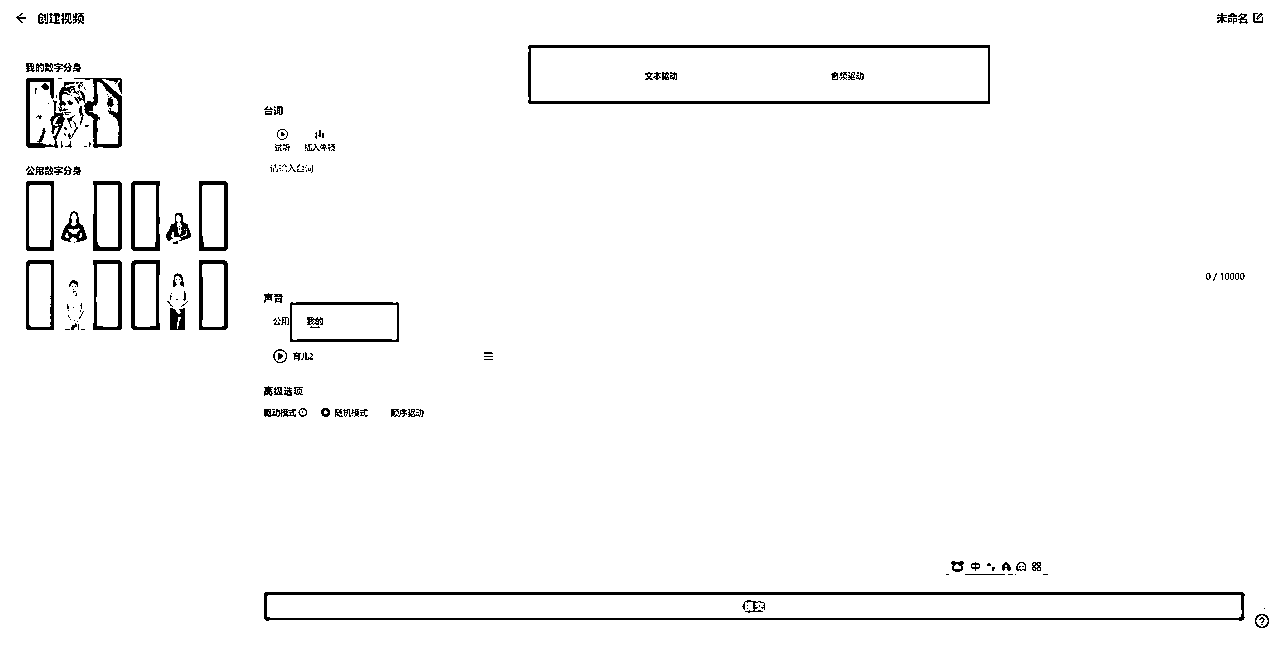 创建视频
未命名
我的数字分身
公用数字分身
文本驱动
音频驱动
台词
试听
插入停顿
请输入台词
0 / 10000
声音
公用
我的
育儿2
高级选项
驱动模式
随机模式
顺序驱动
中
提交